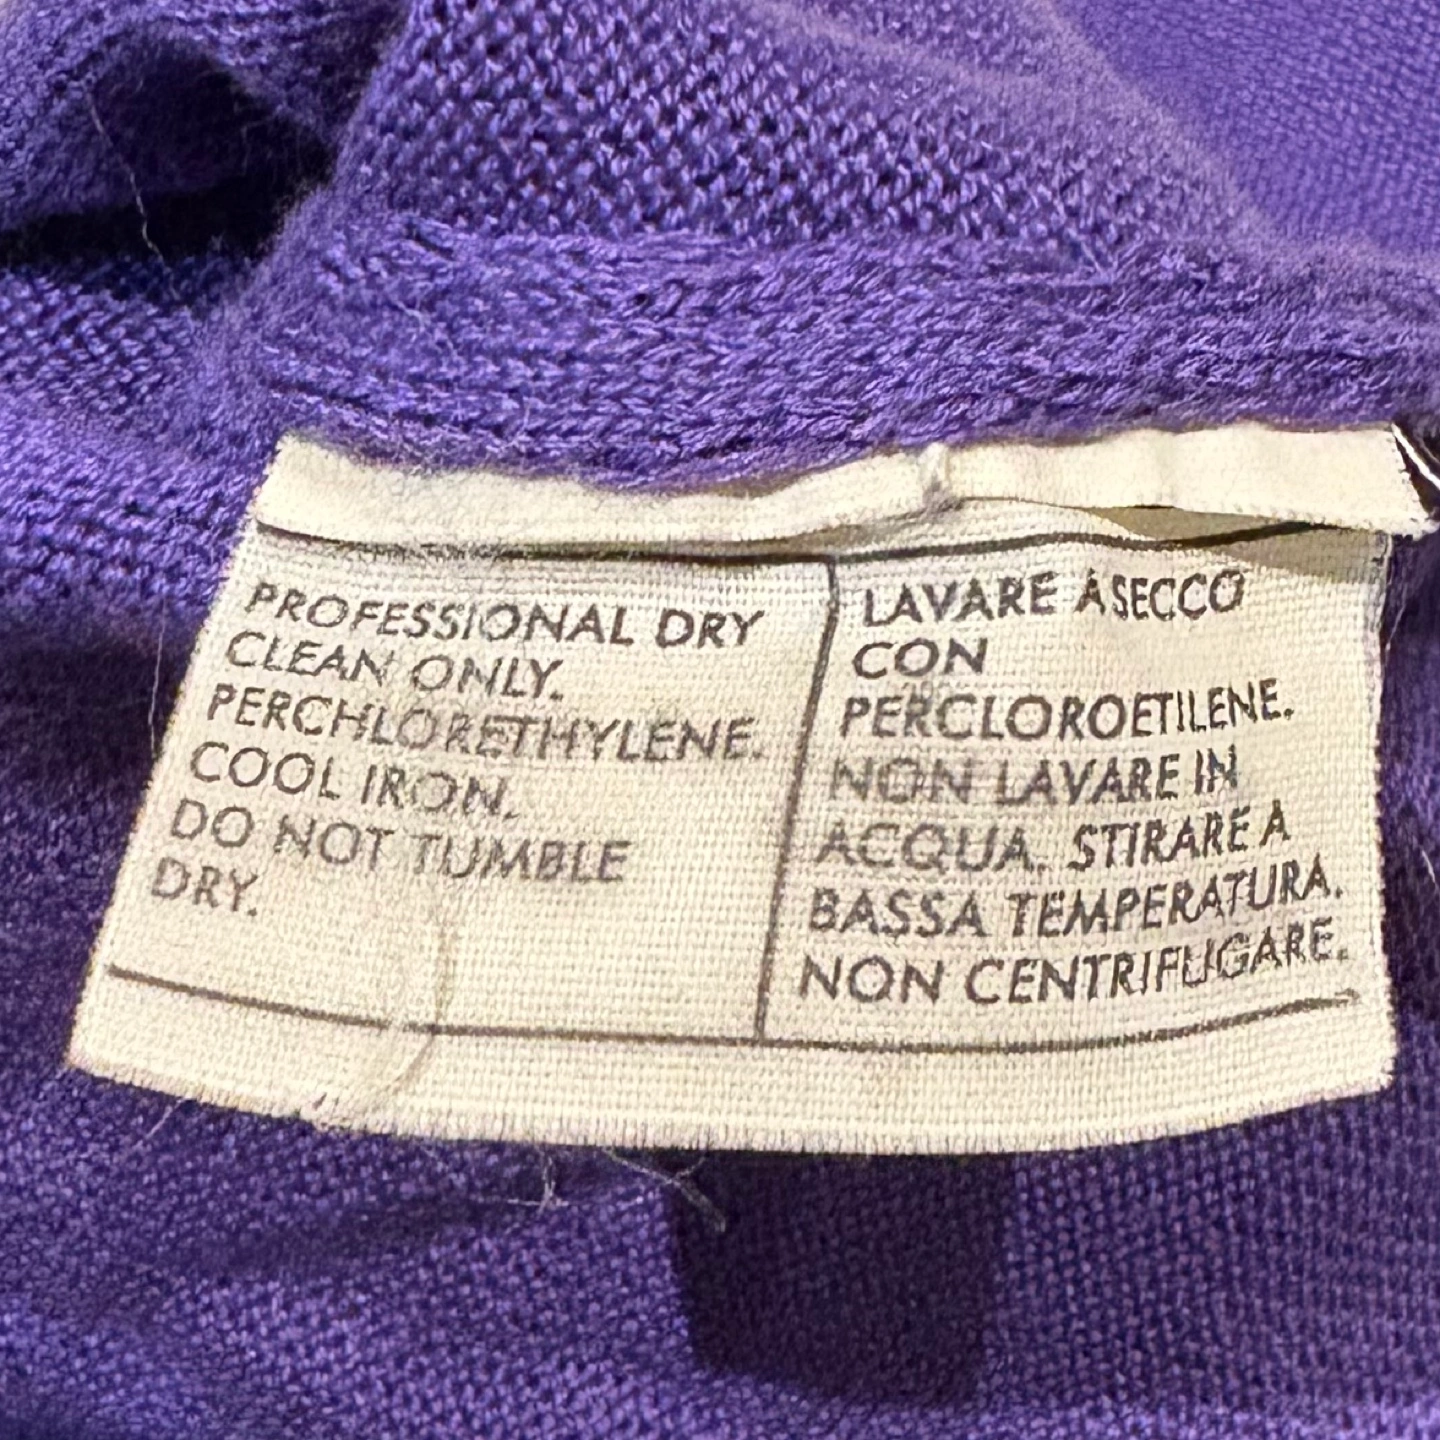 PROFESSIONAL DRY
CLEAN ONLY.
PERCHLORETHYLENE.
COOL IRON.
DO NOT TUMBLE
DRY.
LAVARE A SECCO
CON
PERCLOROETILENE.
NON LAVARE IN
ACQUA. STIRARE A
BASSA TEMPERATURA.
NON CENTRIFUGARE.